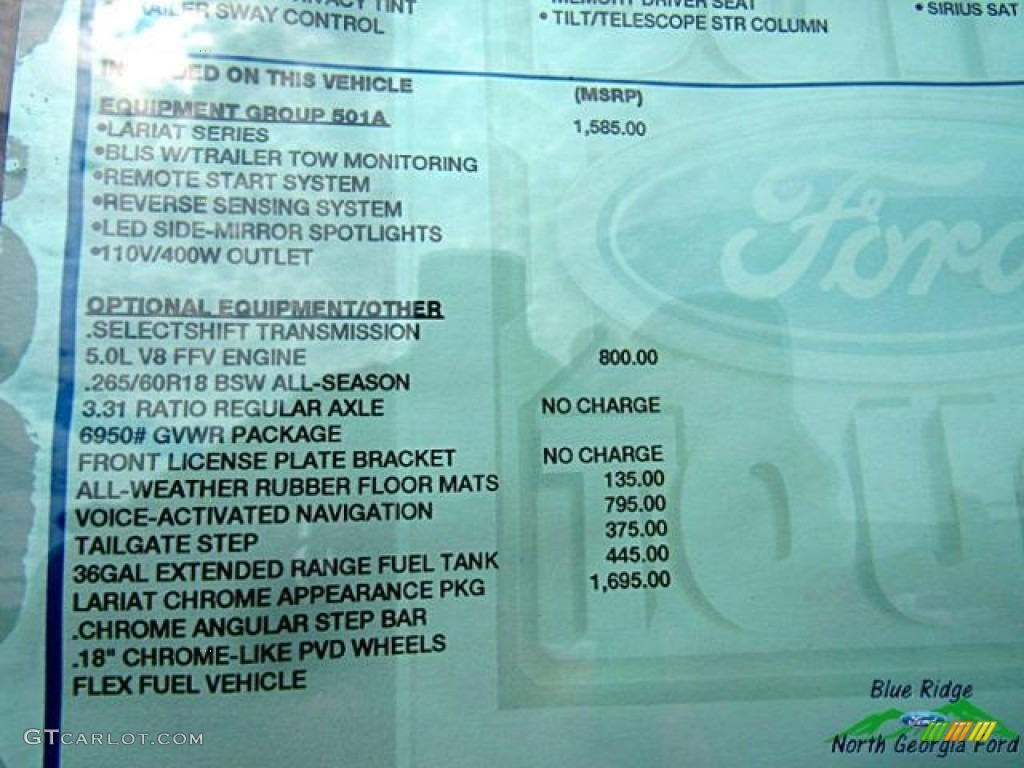 TINT
SWAY CONTROL
MEMORY DRIVER SEAT
• TILT/TELESCOPE STR COLUMN
• SIRIUS SAT
ON THIS VEHICLE
(MSRP)
EQUIPMENT GROUP 501A
1,585.00
•LARIAT SERIES
•BLIS W/TRAILER TOW MONITORING
•REMOTE START SYSTEM
•REVERSE SENSING SYSTEM
•LED SIDE-MIRROR SPOTLIGHTS
•110V/400W OUTLET
Ford
OPTIONAL EQUIPMENT/OTHER
.SELECTSHIFT TRANSMISSION
5.0L V8 FFV ENGINE 800.00
.265/60R18 BSW ALL-SEASON
3.31 RATIO REGULAR AXLE NO CHARGE
6950# GVWR PACKAGE
FRONT LICENSE PLATE BRACKET NO CHARGE
ALL-WEATHER RUBBER FLOOR MATS 135.00
VOICE-ACTIVATED NAVIGATION 795.00
TAILGATE STEP 375.00
36GAL EXTENDED RANGE FUEL TANK 445.00
LARIAT CHROME APPEARANCE PKG 1,695.00
.CHROME ANGULAR STEP BAR
.18" CHROME-LIKE PVD WHEELS
FLEX FUEL VEHICLE
GTCARLOT.COM
Blue Ridge
Ford
North Georgia Ford